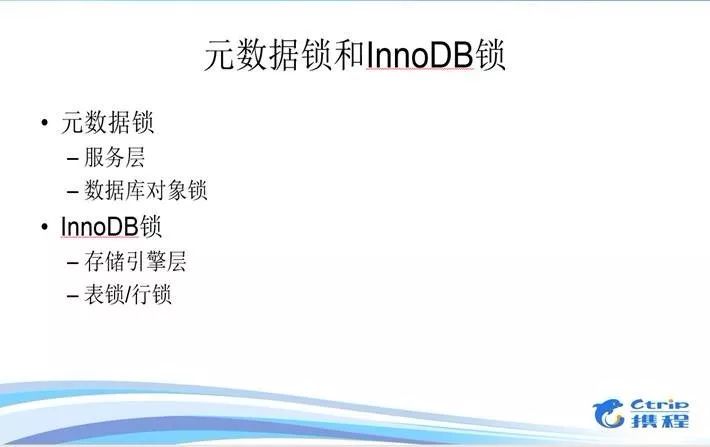 元数据锁和InnoDB锁
• 元数据锁
– 服务层
– 数据库对象锁
• InnoDB锁
– 存储引擎层
– 表锁/行锁
Ctrip
携程